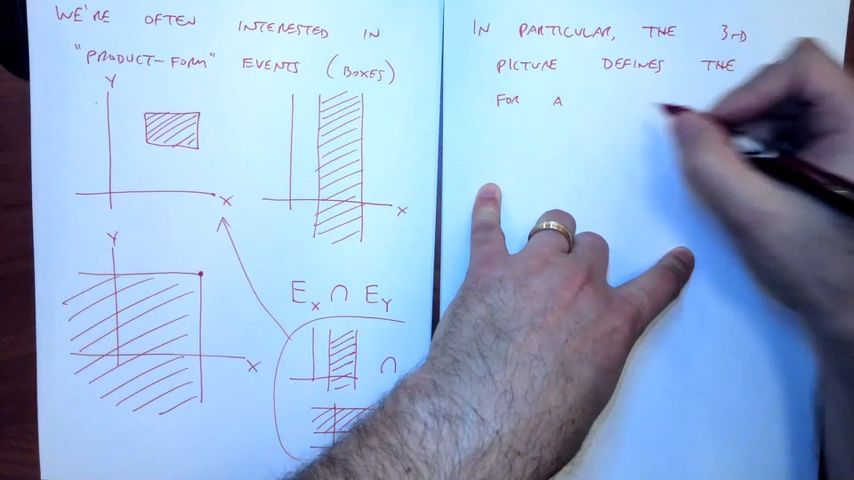 WE'RE OFTEN INTERESTED IN
"PRODUCT-FORM" EVENTS (BOXES)
Y
X
X
Y
X
Ex ∩ EY
∩
IN PARTICULAR, THE 3RD
PICTURE DEFINES THE
FOR A